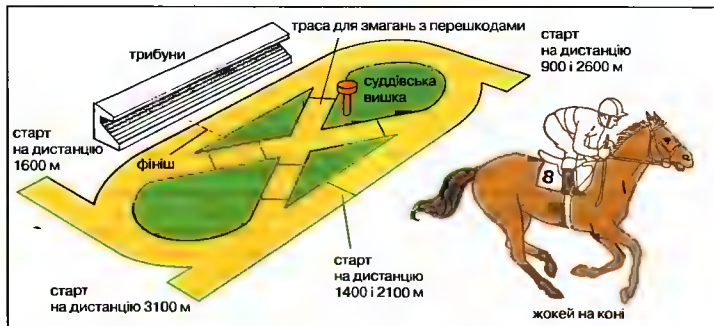 трибуни
траса для змагань з перешкодами
суддівська
вишка
старт
на дистанцію
900 і 2600 м
старт
на дистанцію
1600 м
фініш
8
старт
на дистанцію 3100 м
старт
на дистанцію
1400 і 2100 м
жокей на коні